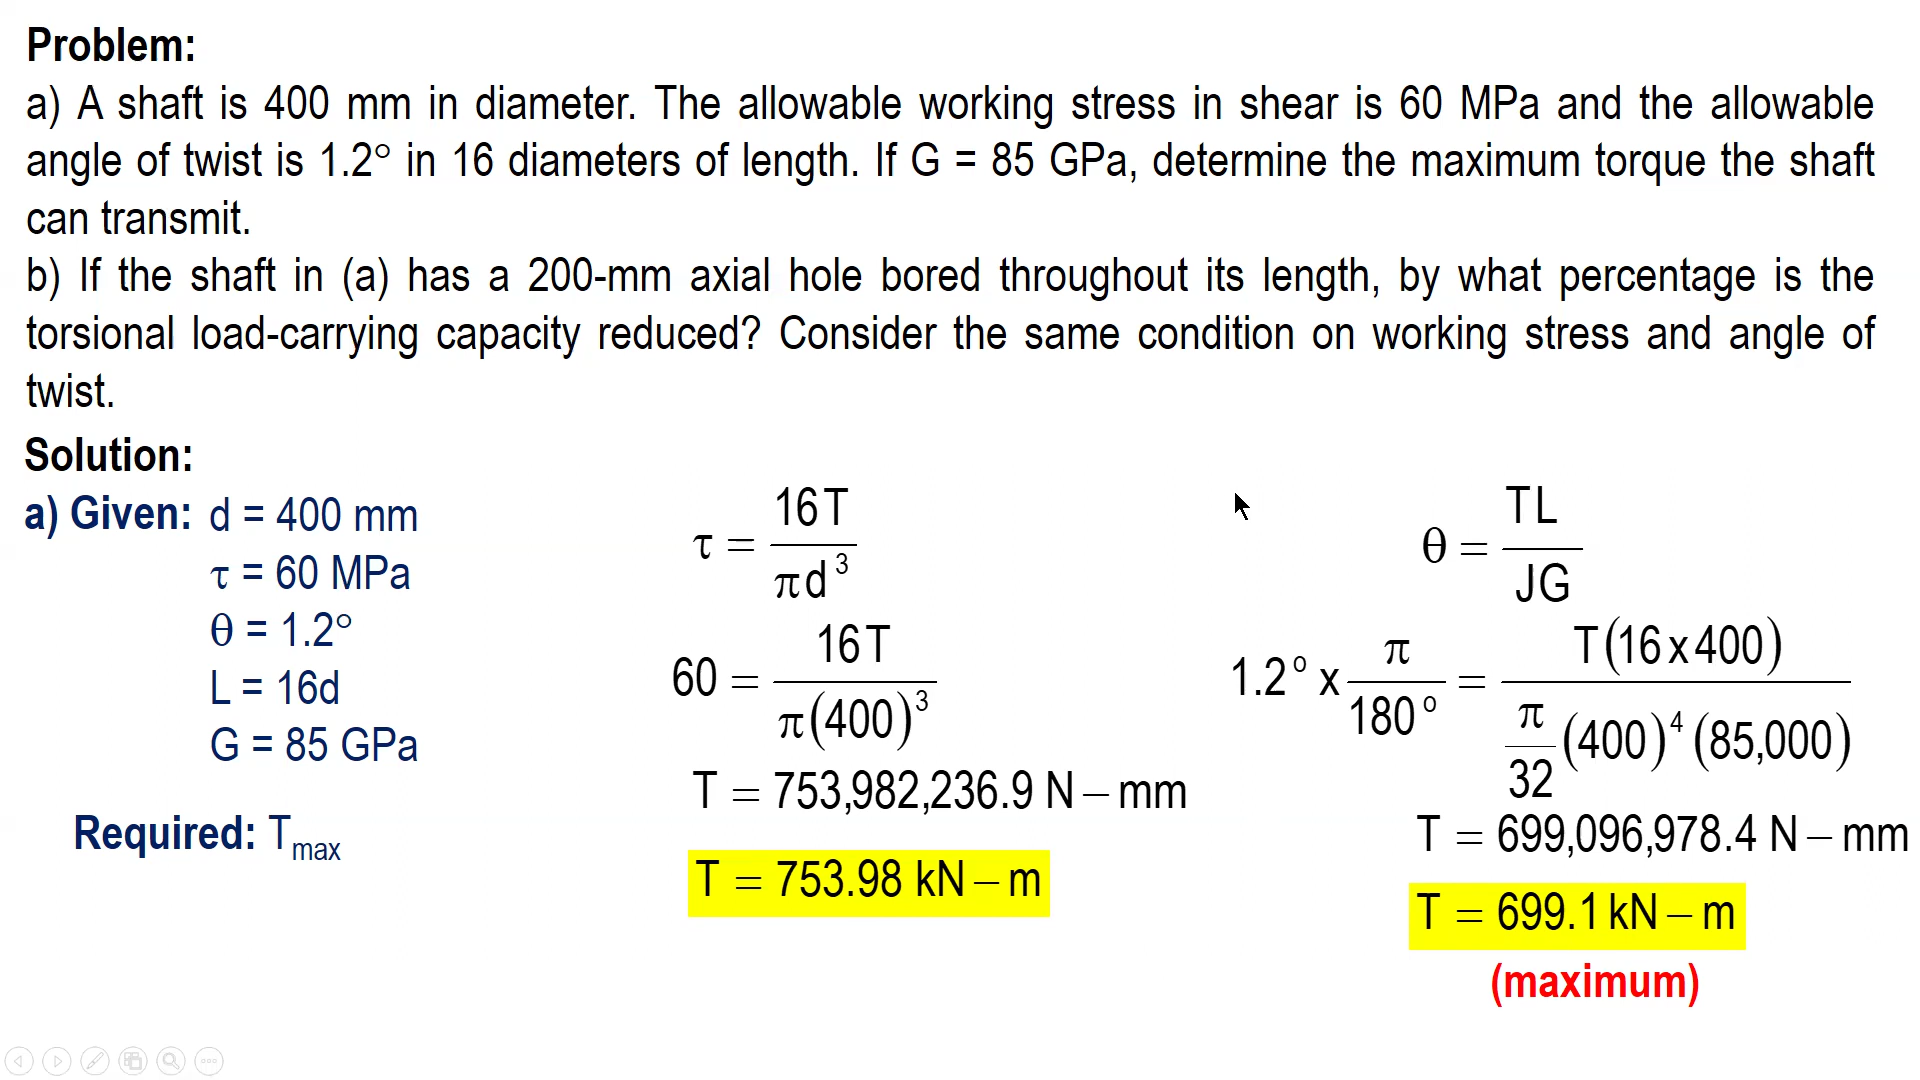 Problem:
a) A shaft is 400 mm in diameter. The allowable working stress in shear is 60 MPa and the allowable
angle of twist is 1.2° in 16 diameters of length. If G = 85 GPa, determine the maximum torque the shaft
can transmit.
b) If the shaft in (a) has a 200-mm axial hole bored throughout its length, by what percentage is the
torsional load-carrying capacity reduced? Consider the same condition on working stress and angle of
twist.
Solution:
a) Given: d = 400 mm
τ = 60 MPa
θ = 1.2°
L = 16d
G = 85 GPa
Required: T_max
τ = 16T / πd³
60 = 16T / π(400)³
T = 753,982,236.9 N – mm
T = 753.98 kN – m
θ = TL / JG
1.2° x π / 180° = T(16 x 400) / π/32 (400)⁴ (85,000)
T = 699,096,978.4 N – mm
T = 699.1 kN – m
(maximum)